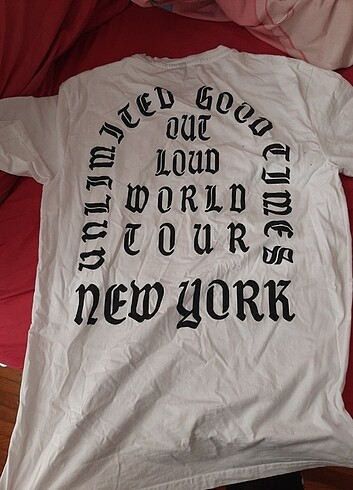 UNLIMITED GOOD TIMES
OUT
LOUD
WORLD
TOUR
NEW YORK